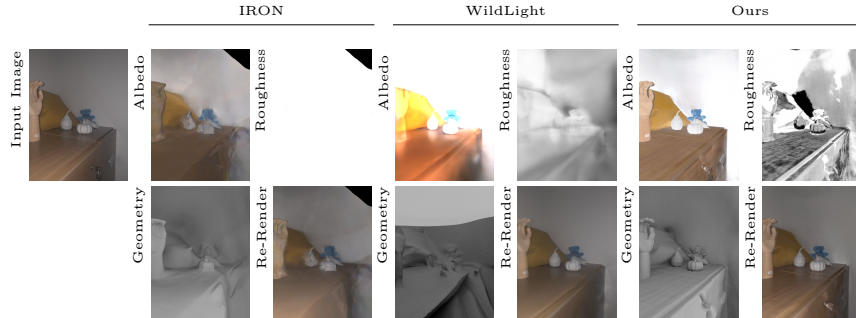 IRON
WildLight
Ours
Input Image
Albedo
Roughness
Albedo
Roughness
Albedo
Roughness
Geometry
Re-Render
Geometry
Re-Render
Geometry
Re-Render